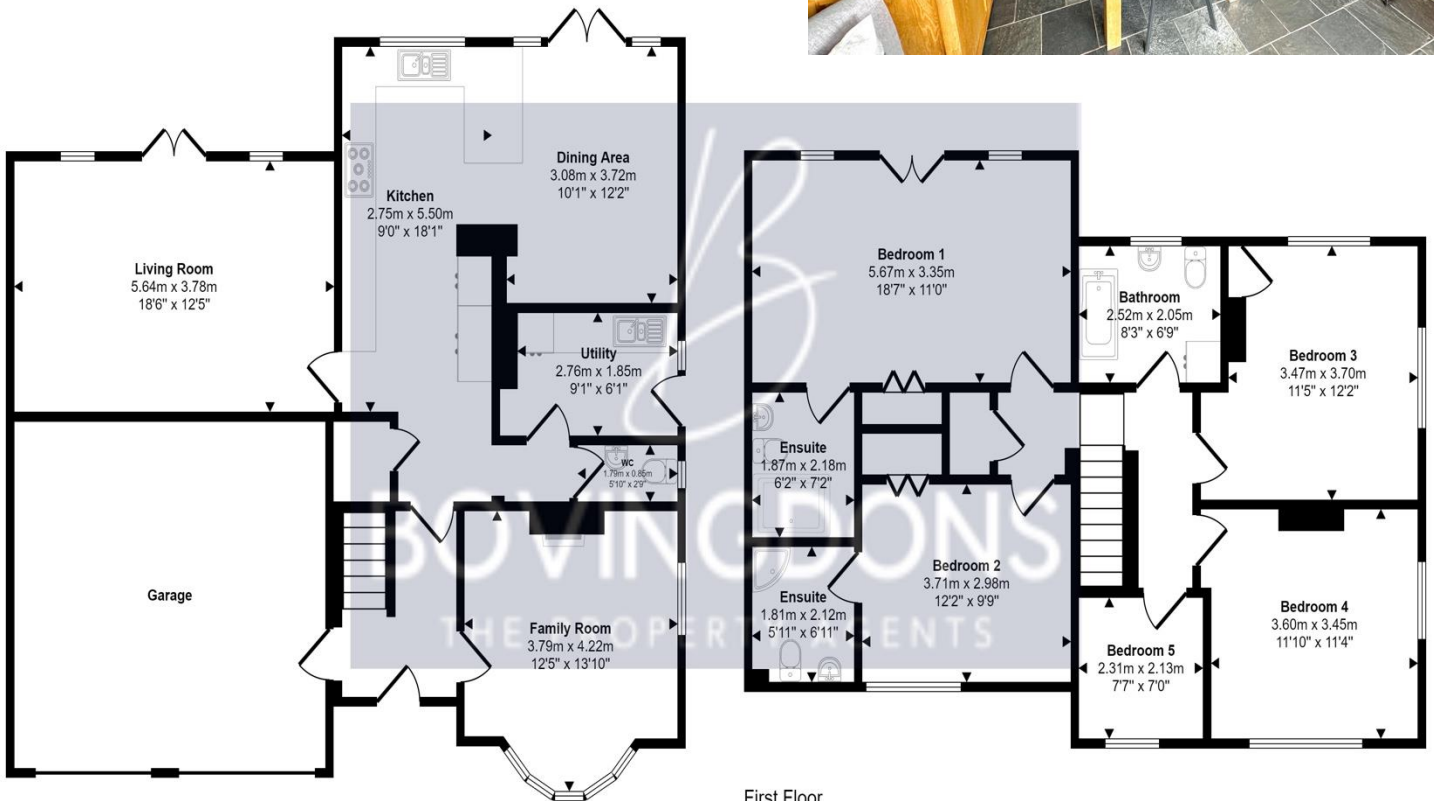 Dining Area
3.08m x 3.72m
10'1" x 12'2"
Kitchen
2.75m x 5.50m
9'0" x 18'1"
Living Room
5.64m x 3.78m
18'6" x 12'5"
Utility
2.76m x 1.85m
9'1" x 6'1"
WC
1.79m x 0.85m
5'10" x 2'9"
Garage
Family Room
3.79m x 4.22m
12'5" x 13'10"
Bedroom 1
5.67m x 3.35m
18'7" x 11'0"
Bathroom
2.52m x 2.05m
8'3" x 6'9"
Bedroom 3
3.47m x 3.70m
11'5" x 12'2"
Ensuite
1.87m x 2.18m
6'2" x 7'2"
Bedroom 2
3.71m x 2.98m
12'2" x 9'9"
Ensuite
1.81m x 2.12m
5'11" x 6'11"
Bedroom 4
3.60m x 3.45m
11'10" x 11'4"
Bedroom 5
2.31m x 2.13m
7'7" x 7'0"
B
BOVINGDONS
THE PROPERTY AGENTS
First Floor